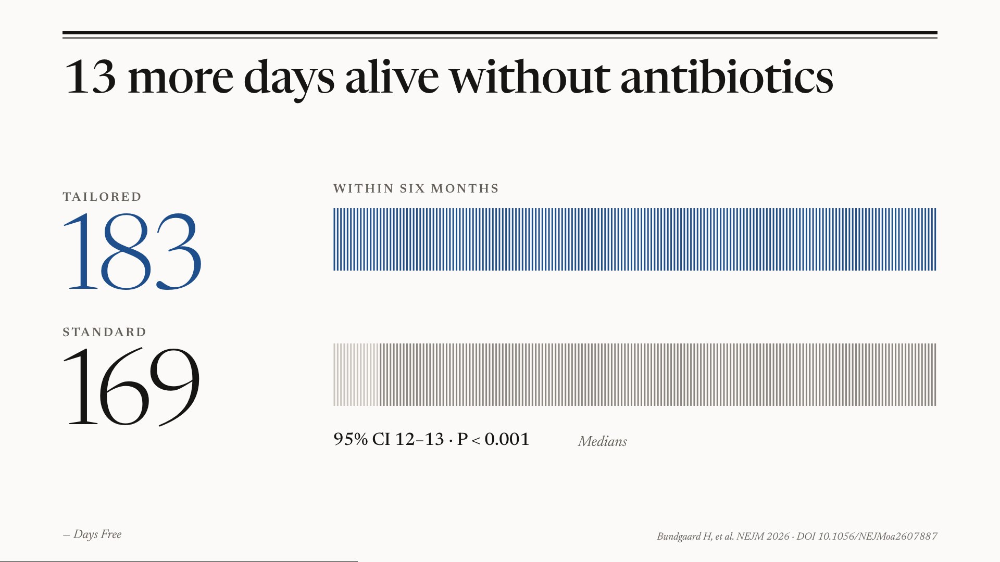 13 more days alive without antibiotics
TAILORED
183
WITHIN SIX MONTHS
STANDARD
169
95% CI 12–13 · P < 0.001
Medians
– Days Free
Bundgaard H, et al. NEJM 2026 · DOI 10.1056/NEJMoa2607887